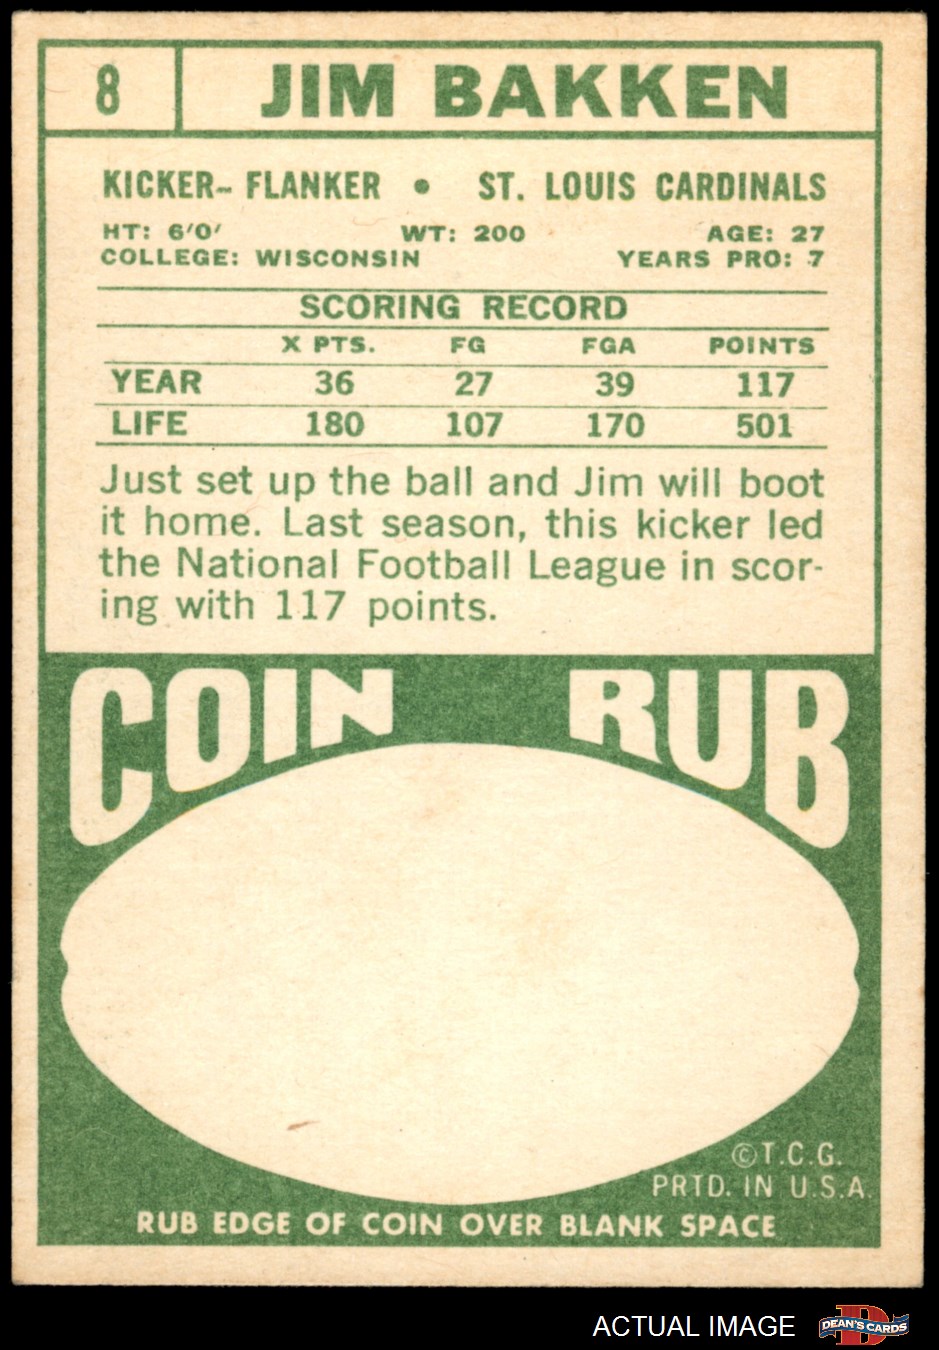 8 JIM BAKKEN
KICKER- FLANKER • ST. LOUIS CARDINALS
HT: 6'0' WT: 200 AGE: 27
COLLEGE: WISCONSIN YEARS PRO: 7
SCORING RECORD
X PTS. FG FGA POINTS
YEAR 36 27 39 117
LIFE 180 107 170 501
Just set up the ball and Jim will boot
it home. Last season, this kicker led
the National Football League in scor-
ing with 117 points.
COIN RUB
©T.C.G.
PRTD. IN U.S.A.
RUB EDGE OF COIN OVER BLANK SPACE
ACTUAL IMAGE
D
DEAN'S CARDS